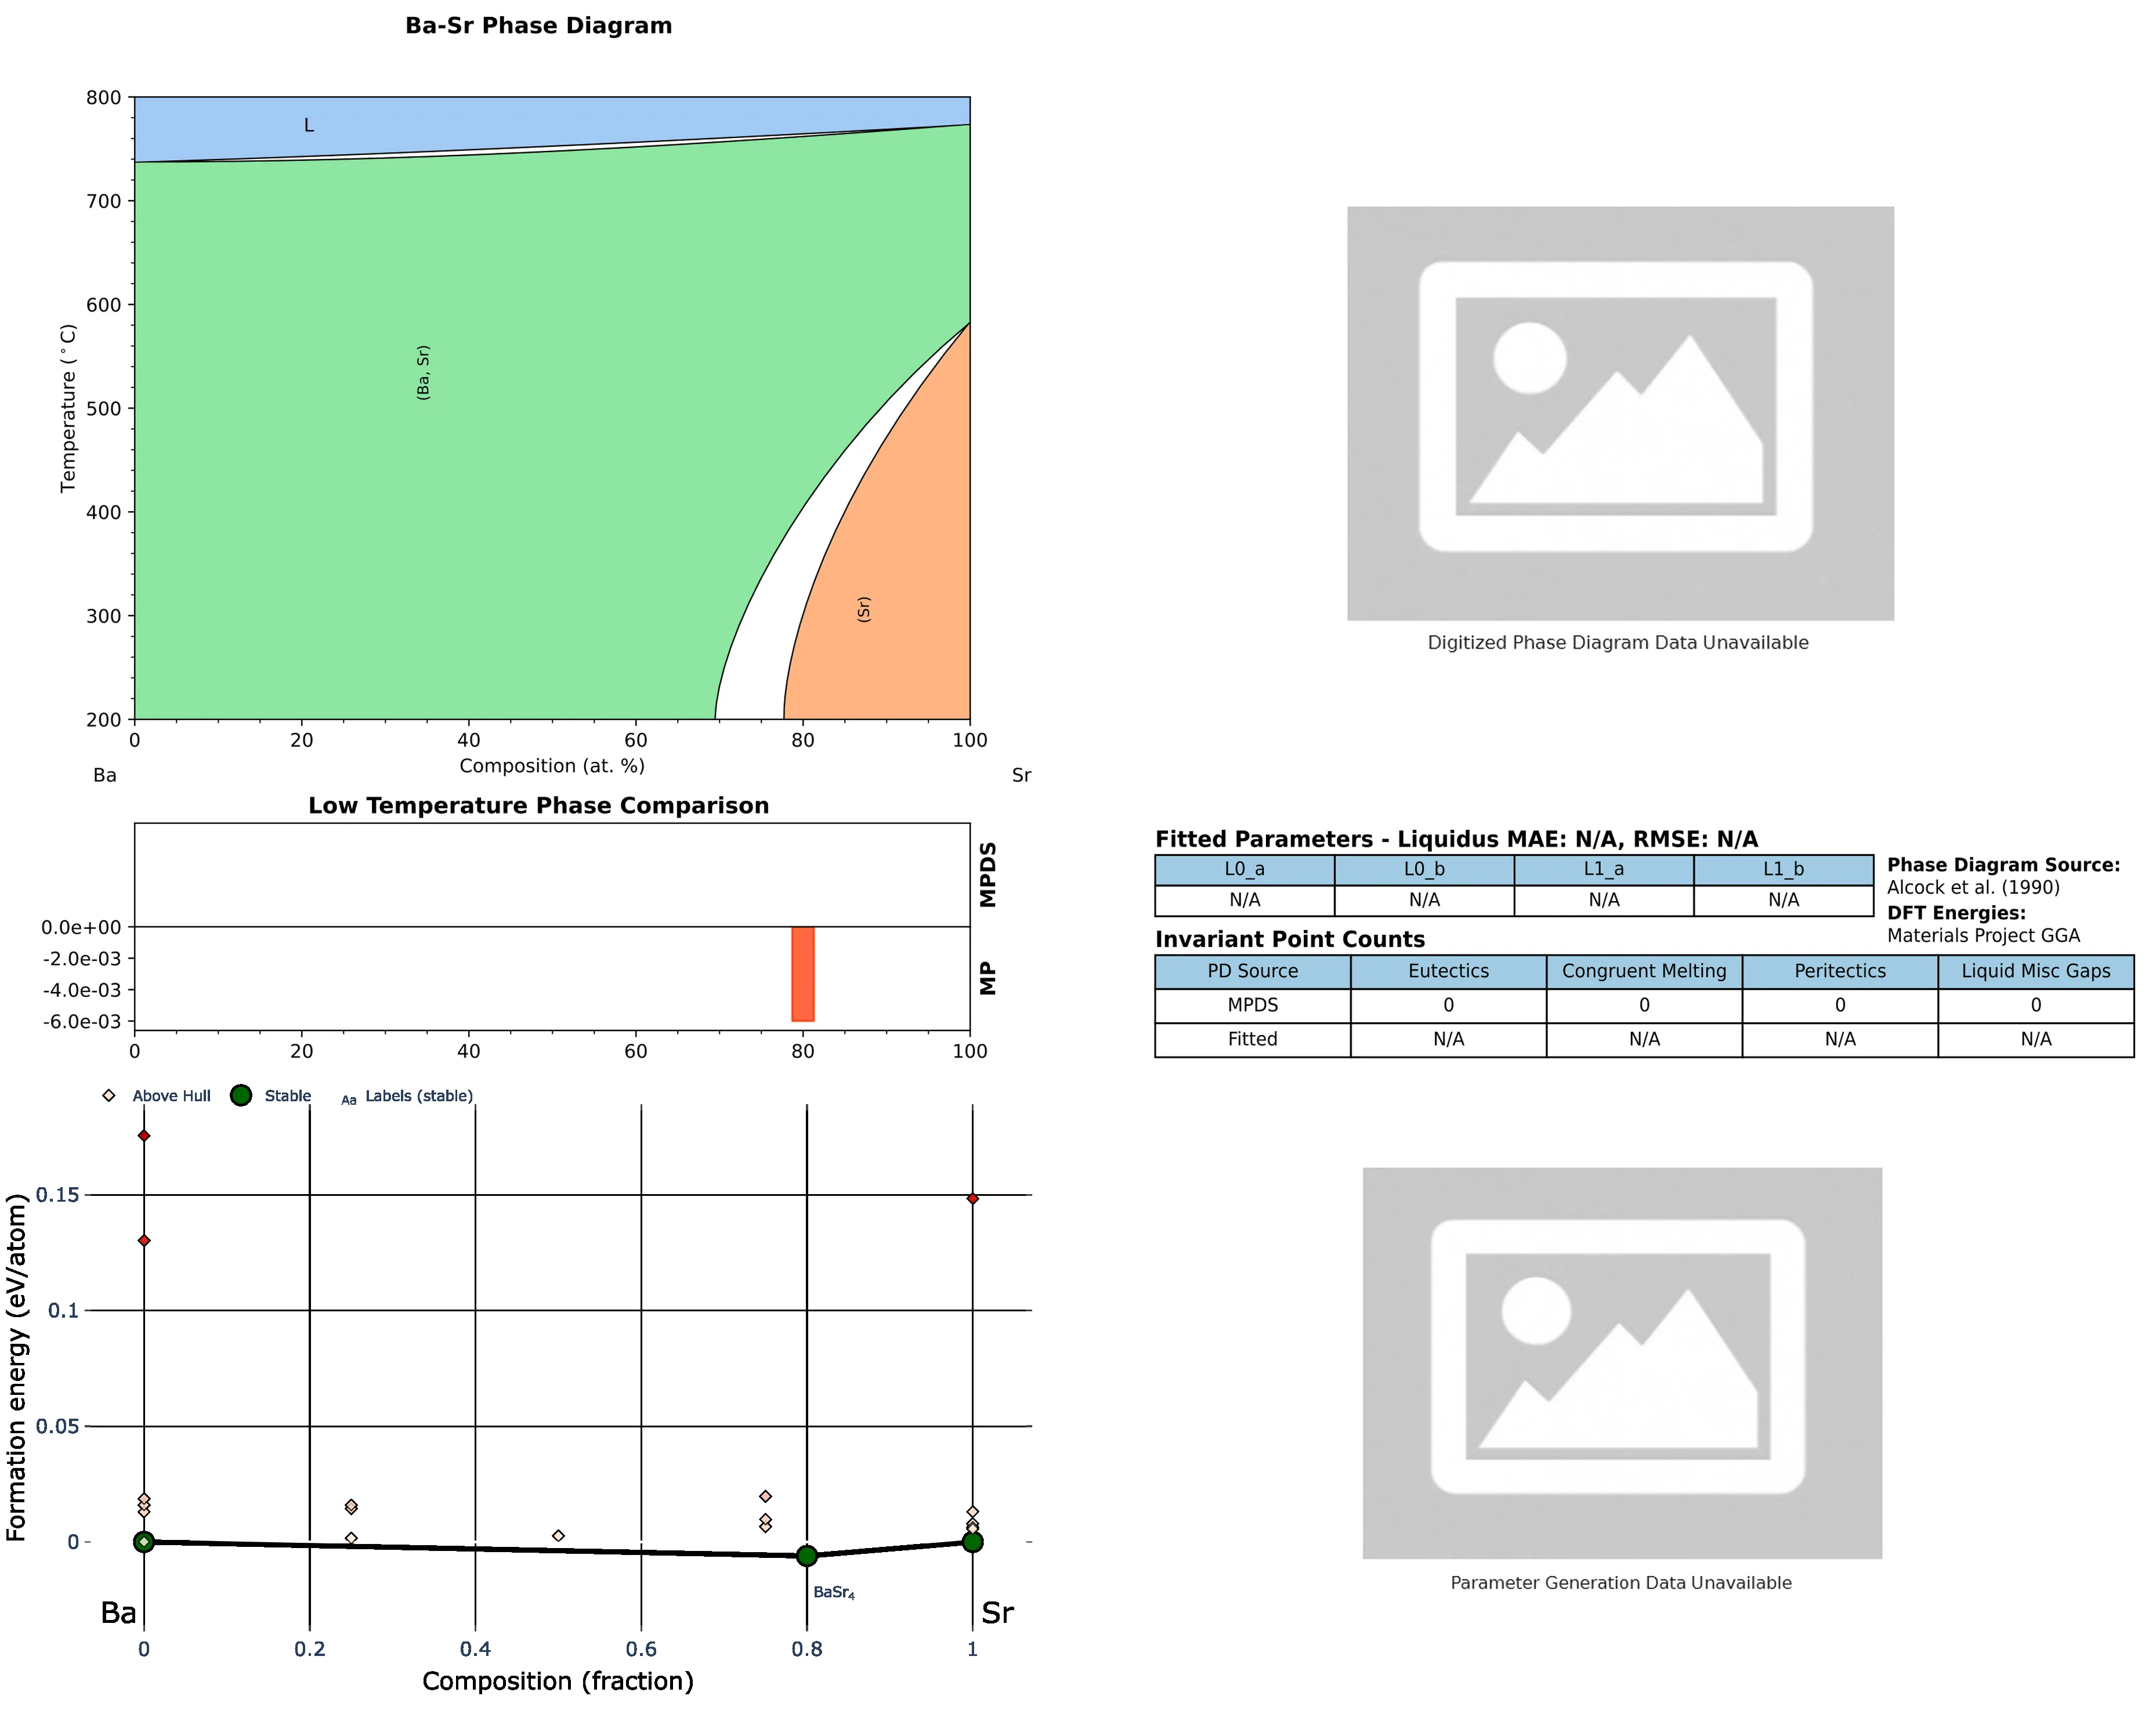 Ba-Sr Phase Diagram
800
700
600
500
400
300
200
Temperature (°C)
L
(Ba, Sr)
(Sr)
0 20 40 60 80 100
Composition (at. %)
Ba Sr
Digitized Phase Diagram Data Unavailable
Low Temperature Phase Comparison
MPDS
MP
0.0e+00
-2.0e-03
-4.0e-03
-6.0e-03
0 20 40 60 80 100
Fitted Parameters - Liquidus MAE: N/A, RMSE: N/A
L0_a L0_b L1_a L1_b
N/A N/A N/A N/A
Phase Diagram Source:
Alcock et al. (1990)
DFT Energies:
Materials Project GGA
Invariant Point Counts
PD Source Eutectics Congruent Melting Peritectics Liquid Misc Gaps
MPDS 0 0 0 0
Fitted N/A N/A N/A N/A
Above Hull Stable Aa Labels (stable)
0.15
0.1
0.05
0
Formation energy (eV/atom)
BaSr₄
Ba Sr
0 0.2 0.4 0.6 0.8 1
Composition (fraction)
Parameter Generation Data Unavailable